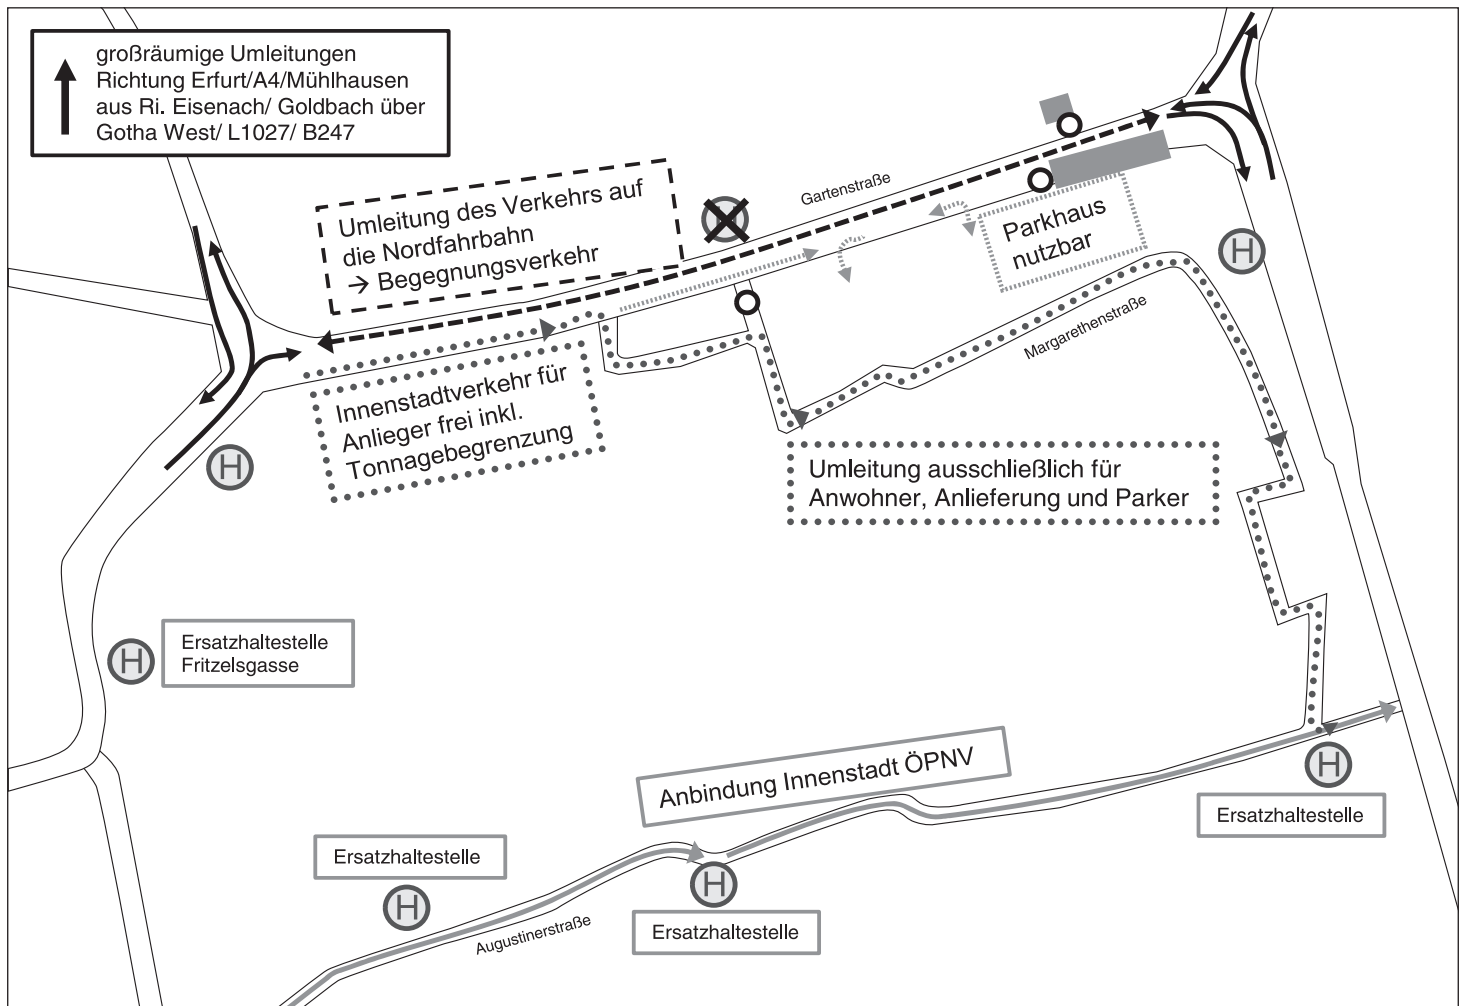 großräumige Umleitungen
Richtung Erfurt/A4/Mühlhausen
aus Ri. Eisenach/ Goldbach über
Gotha West/ L1027/ B247
Umleitung des Verkehrs auf
die Nordfahrbahn
→ Begegnungsverkehr
H
Gartenstraße
Parkhaus
nutzbar
H
Margarethenstraße
Innenstadtverkehr für
Anlieger frei inkl.
Tonnagebegrenzung
H
Umleitung ausschließlich für
Anwohner, Anlieferung und Parker
H
Ersatzhaltestelle
Fritzelsgasse
Anbindung Innenstadt ÖPNV
H
Ersatzhaltestelle
Ersatzhaltestelle
H
H
Ersatzhaltestelle
Augustinerstraße